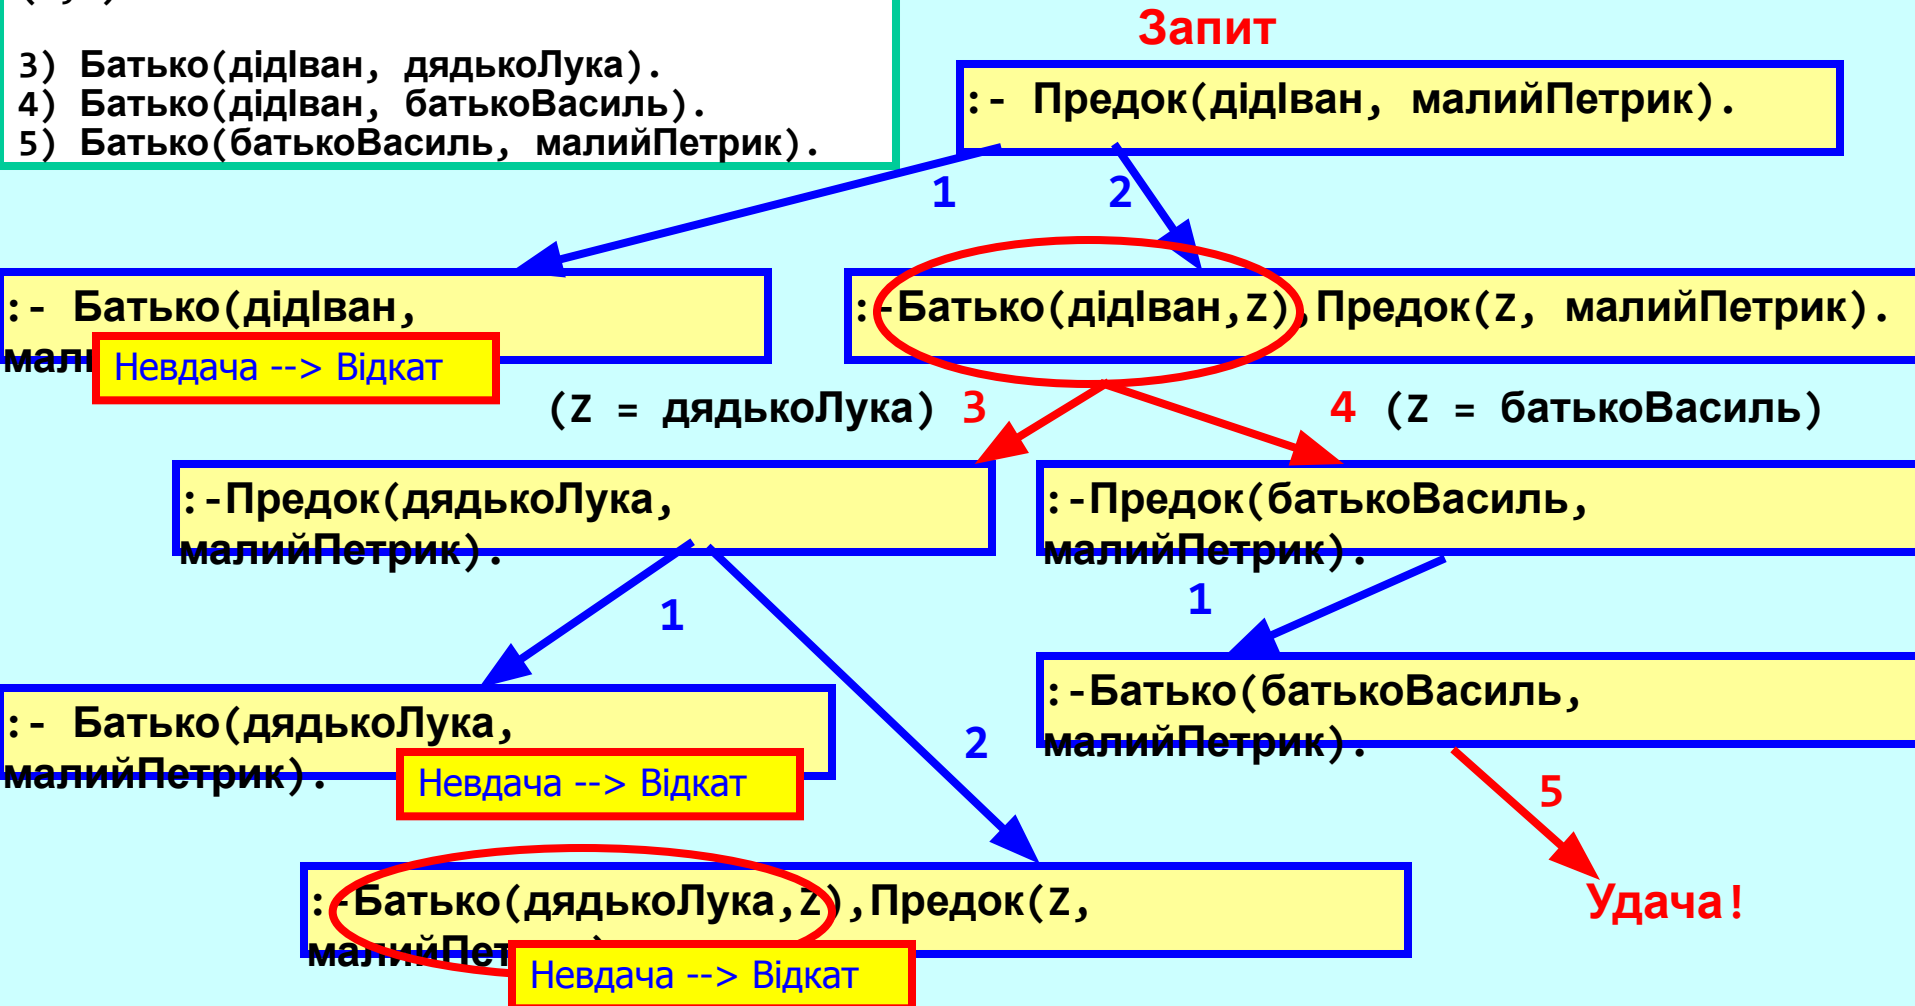 3) Батько(дідІван, дядькоЛука).
4) Батько(дідІван, батькоВасиль).
5) Батько(батькоВасиль, малийПетрик).
Запит
:- Предок(дідІван, малийПетрик).
1
2
:- Батько(дідІван,
Невдача --> Відкат
:-Батько(дідІван,Z),Предок(Z, малийПетрик).
(Z = дядькоЛука) 3
4 (Z = батькоВасиль)
:-Предок(дядькоЛука,
малийПетрик).
:-Предок(батькоВасиль,
малийПетрик).
1
1
:- Батько(дядькоЛука,
малийПетрик).
Невдача --> Відкат
2
:-Батько(батькоВасиль,
малийПетрик).
5
:-Батько(дядькоЛука,Z),Предок(Z,
Невдача --> Відкат
Удача!